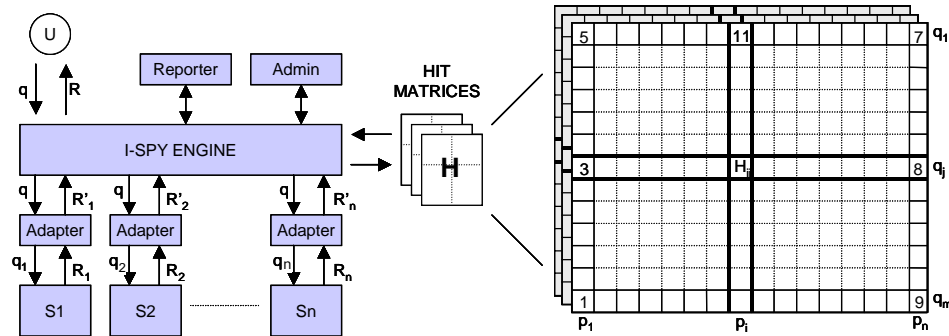 U
q R
Reporter Admin
I-SPY ENGINE
q R'1 q R'2 q R'n
Adapter Adapter Adapter
q1 R1 q2 R2 qn Rn
S1 S2 Sn
HIT
MATRICES
H
5 11 7 q1
3 Hi 8 qj
1 9 qm
p1 pi pn